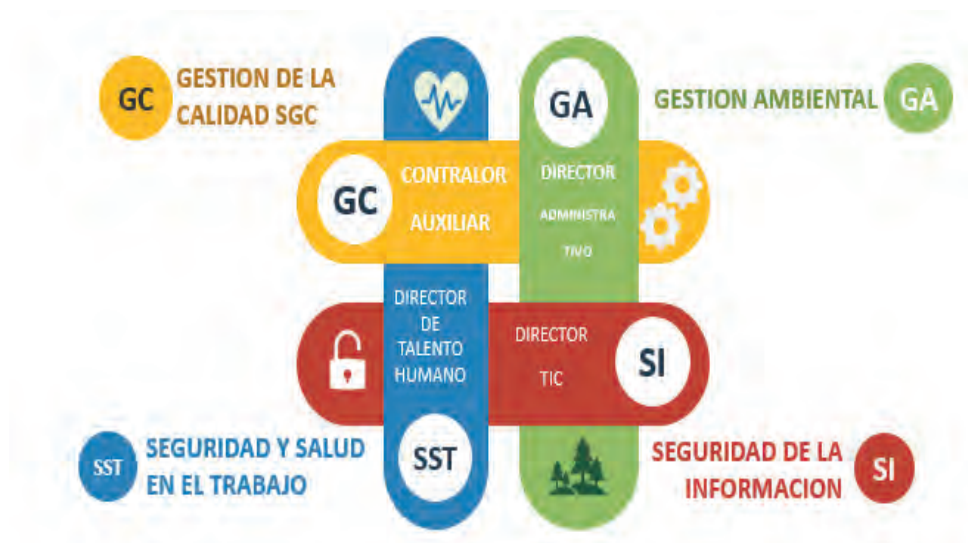 GC
GESTION DE LA
CALIDAD SGC
GA
GESTION AMBIENTAL
GA
GC
CONTRALOR
AUXILIAR
DIRECTOR
ADMINISTRA
TIVO
DIRECTOR
DE
TALENTO
HUMANO
DIRECTOR
TIC
SI
SST
SEGURIDAD Y SALUD
EN EL TRABAJO
SST
SEGURIDAD DE LA
INFORMACION
SI